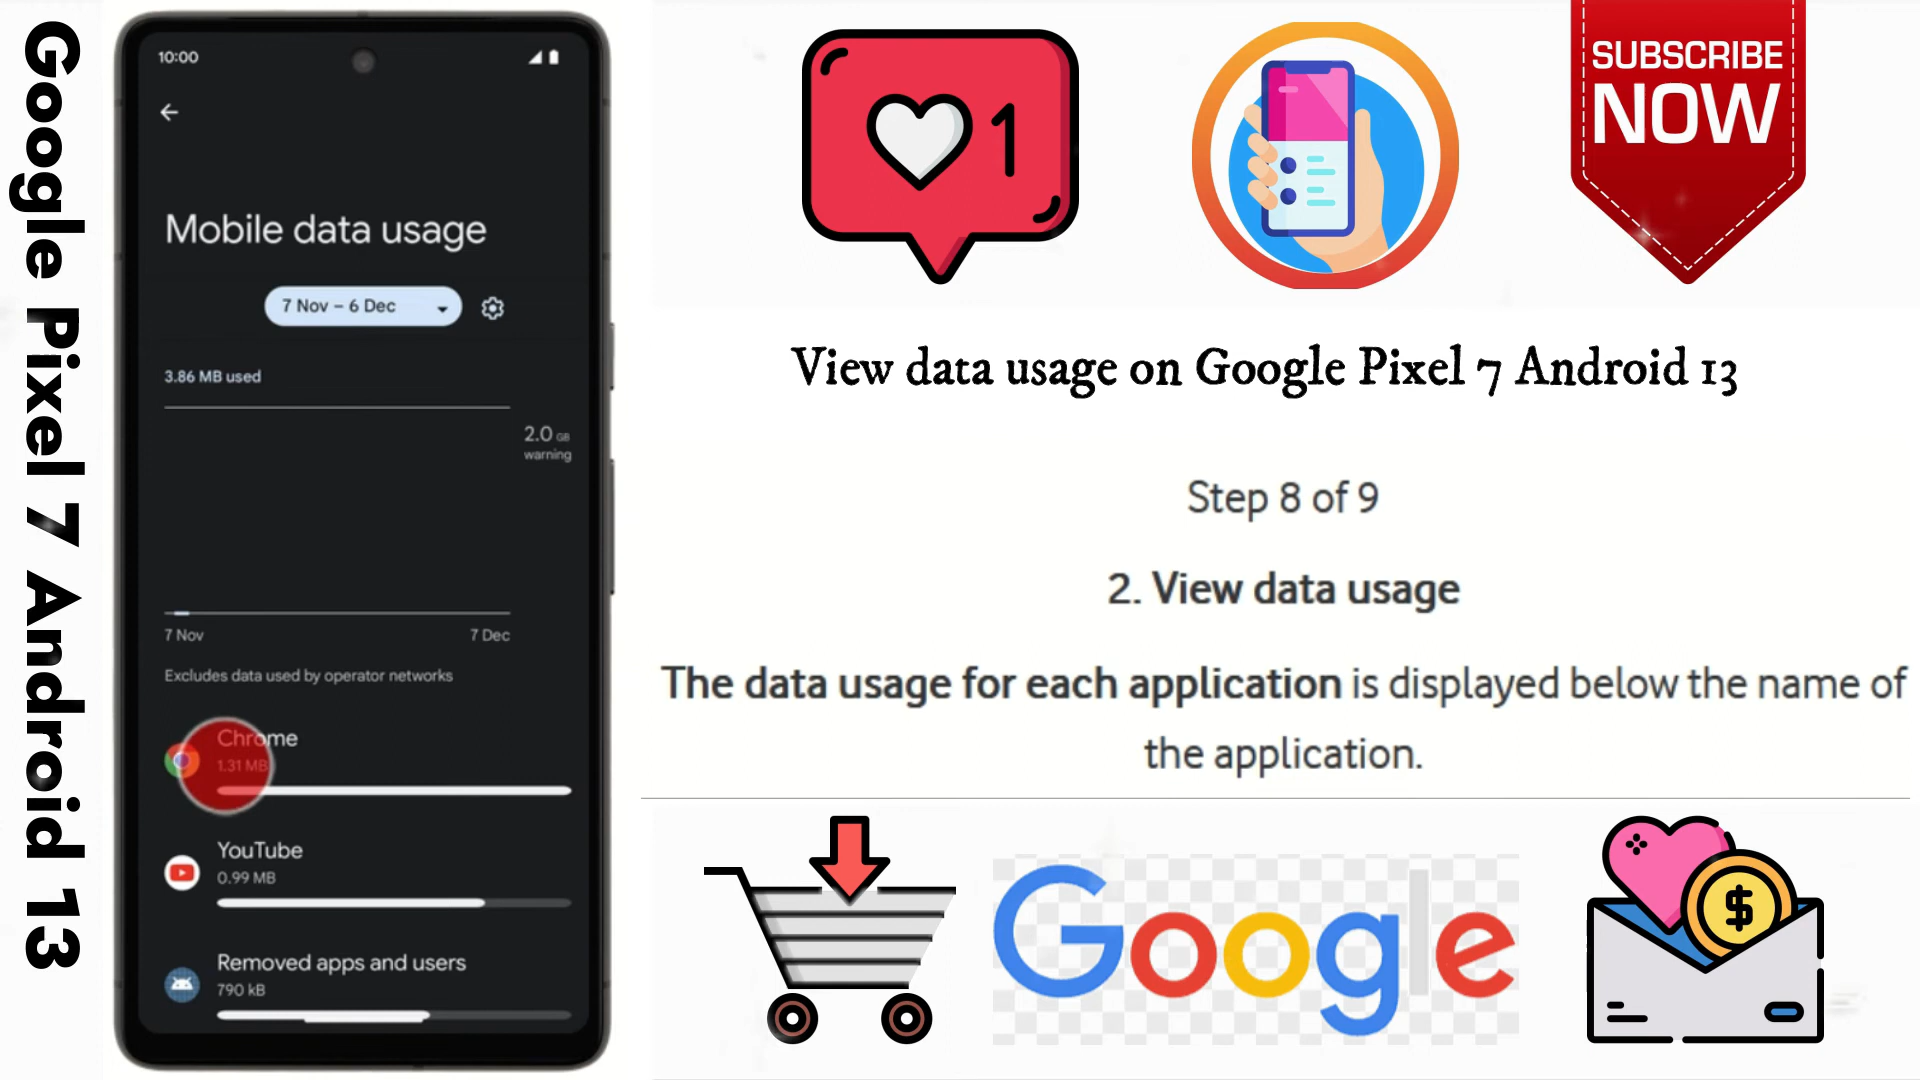 Google Pixel 7 Android 13
10:00
Mobile data usage
7 Nov – 6 Dec
3.86 MB used
2.0 GB
warning
7 Nov
7 Dec
Excludes data used by operator networks
Chrome
1.31 MB
YouTube
0.99 MB
Removed apps and users
790 kB
1
SUBSCRIBE
NOW
View data usage on Google Pixel 7 Android 13
Step 8 of 9
2. View data usage
The data usage for each application is displayed below the name of
the application.
Google
$